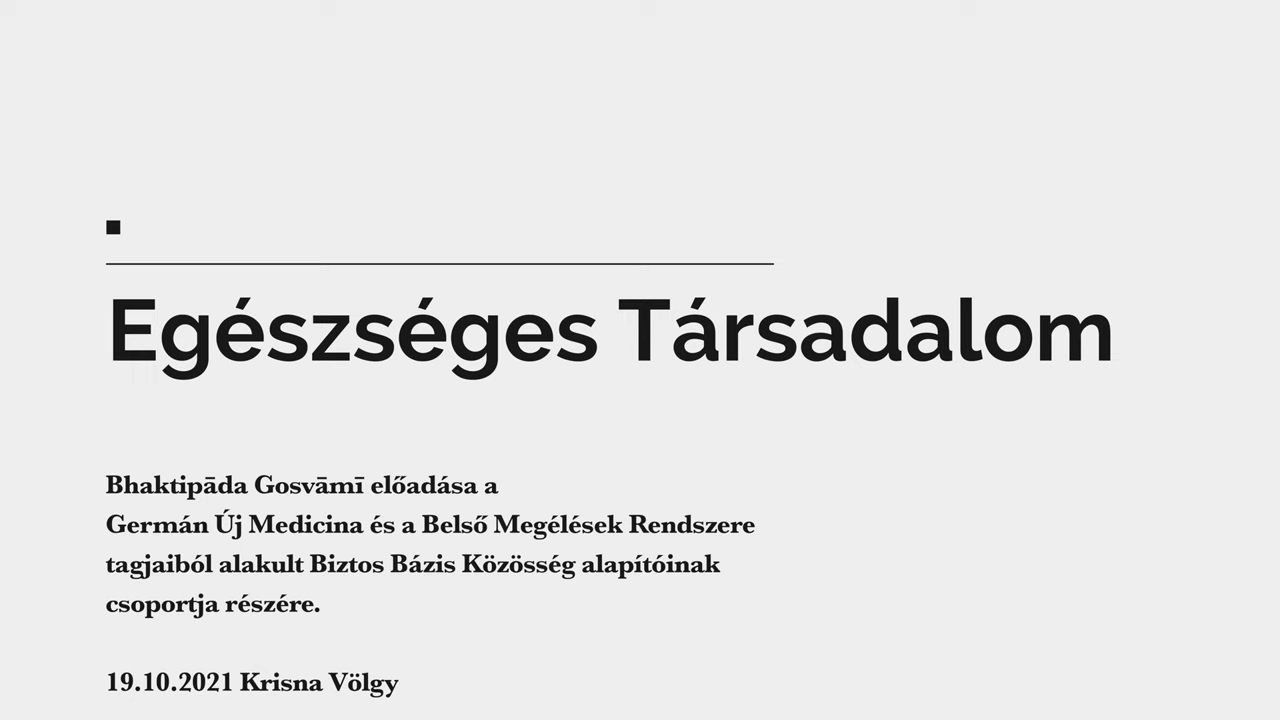 Egészséges Társadalom
Bhaktipāda Gosvāmī előadása a
Germán Új Medicina és a Belső Megélések Rendszere
tagjaiból alakult Biztos Bázis Közösség alapítóinak
csoportja részére.
19.10.2021 Krisna Völgy